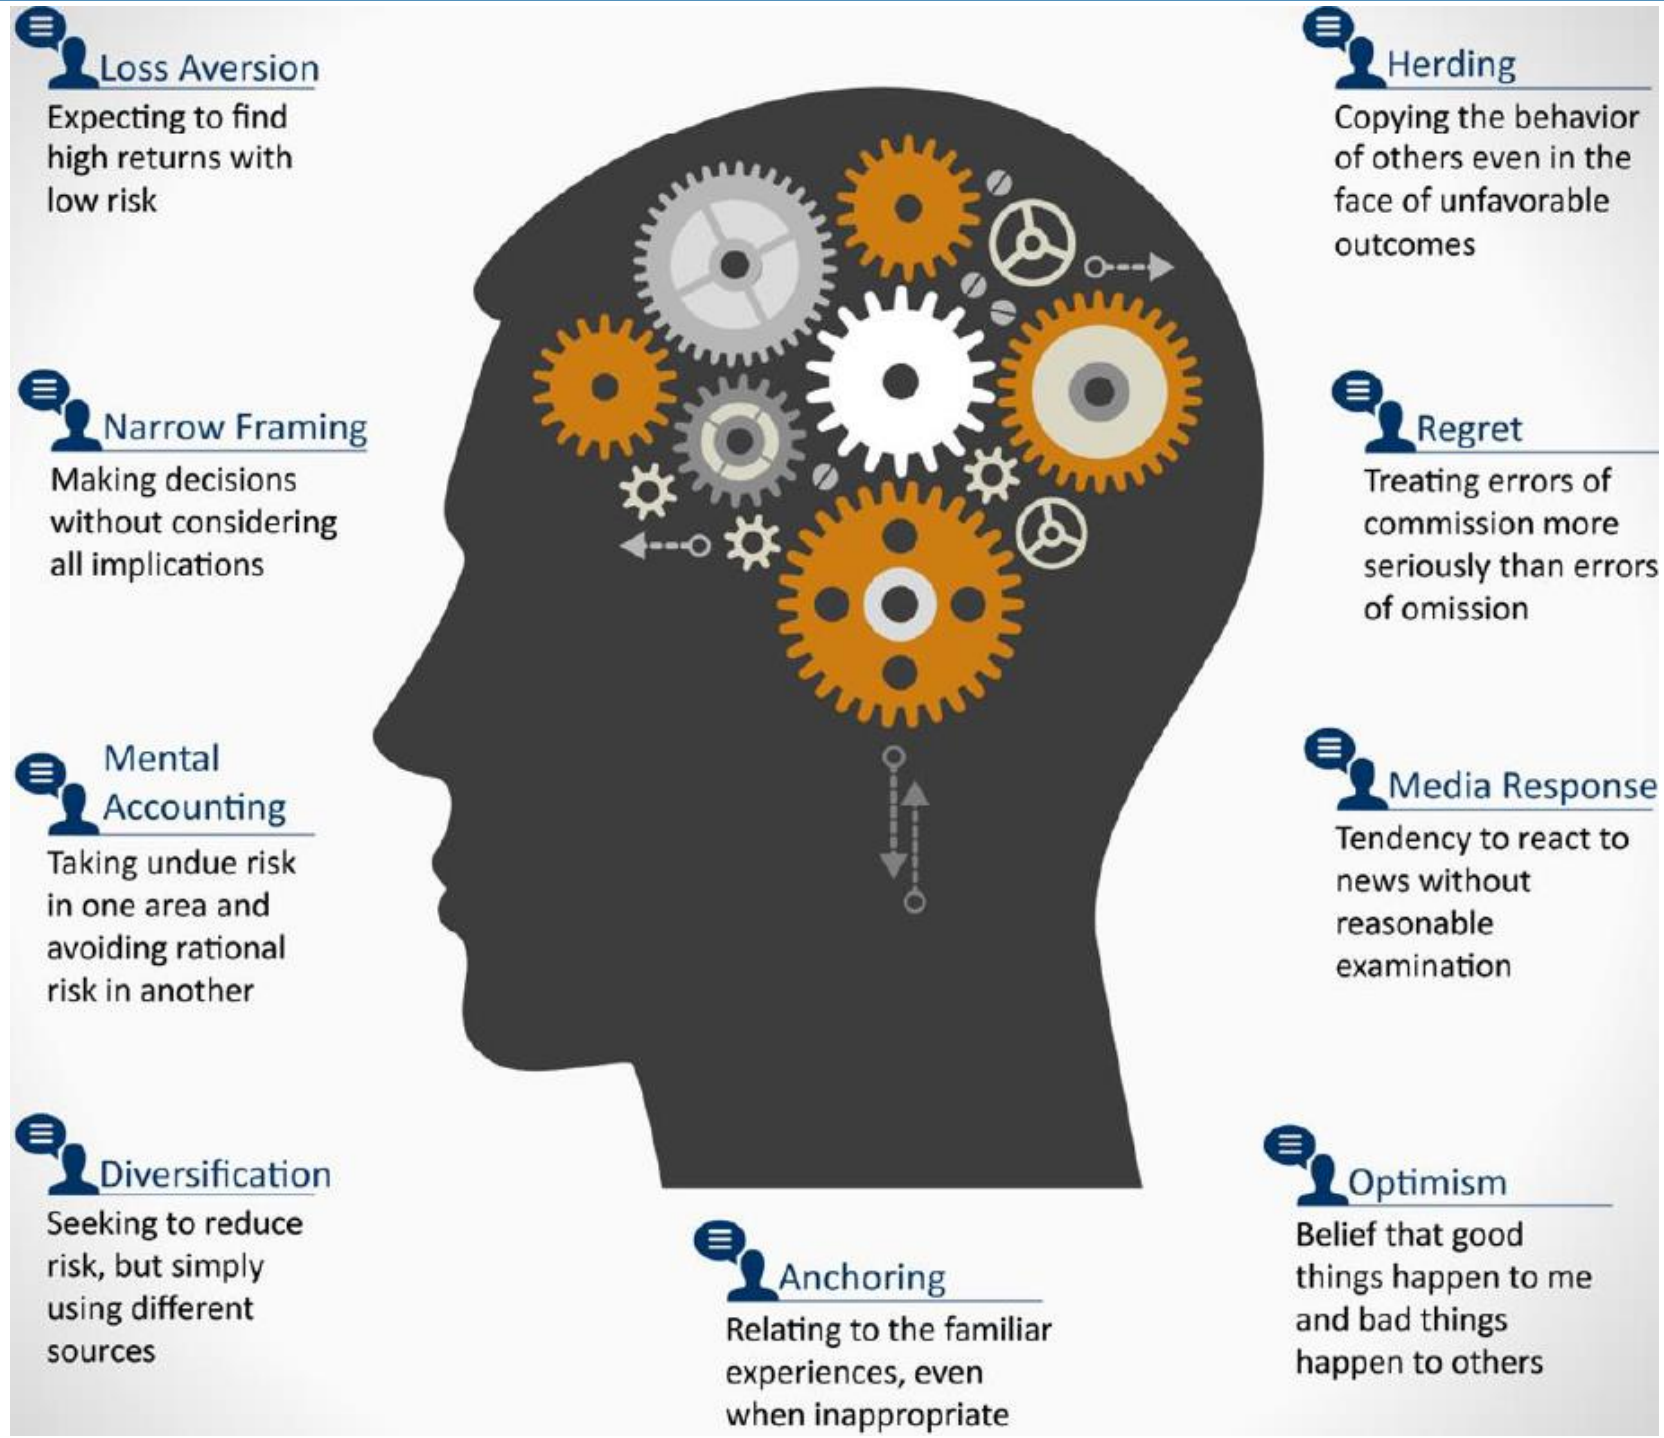 Loss Aversion
Expecting to find
high returns with
low risk
Narrow Framing
Making decisions
without considering
all implications
Mental
Accounting
Taking undue risk
in one area and
avoiding rational
risk in another
Diversification
Seeking to reduce
risk, but simply
using different
sources
Anchoring
Relating to the familiar
experiences, even
when inappropriate
Herding
Copying the behavior
of others even in the
face of unfavorable
outcomes
Regret
Treating errors of
commission more
seriously than errors
of omission
Media Response
Tendency to react to
news without
reasonable
examination
Optimism
Belief that good
things happen to me
and bad things
happen to others